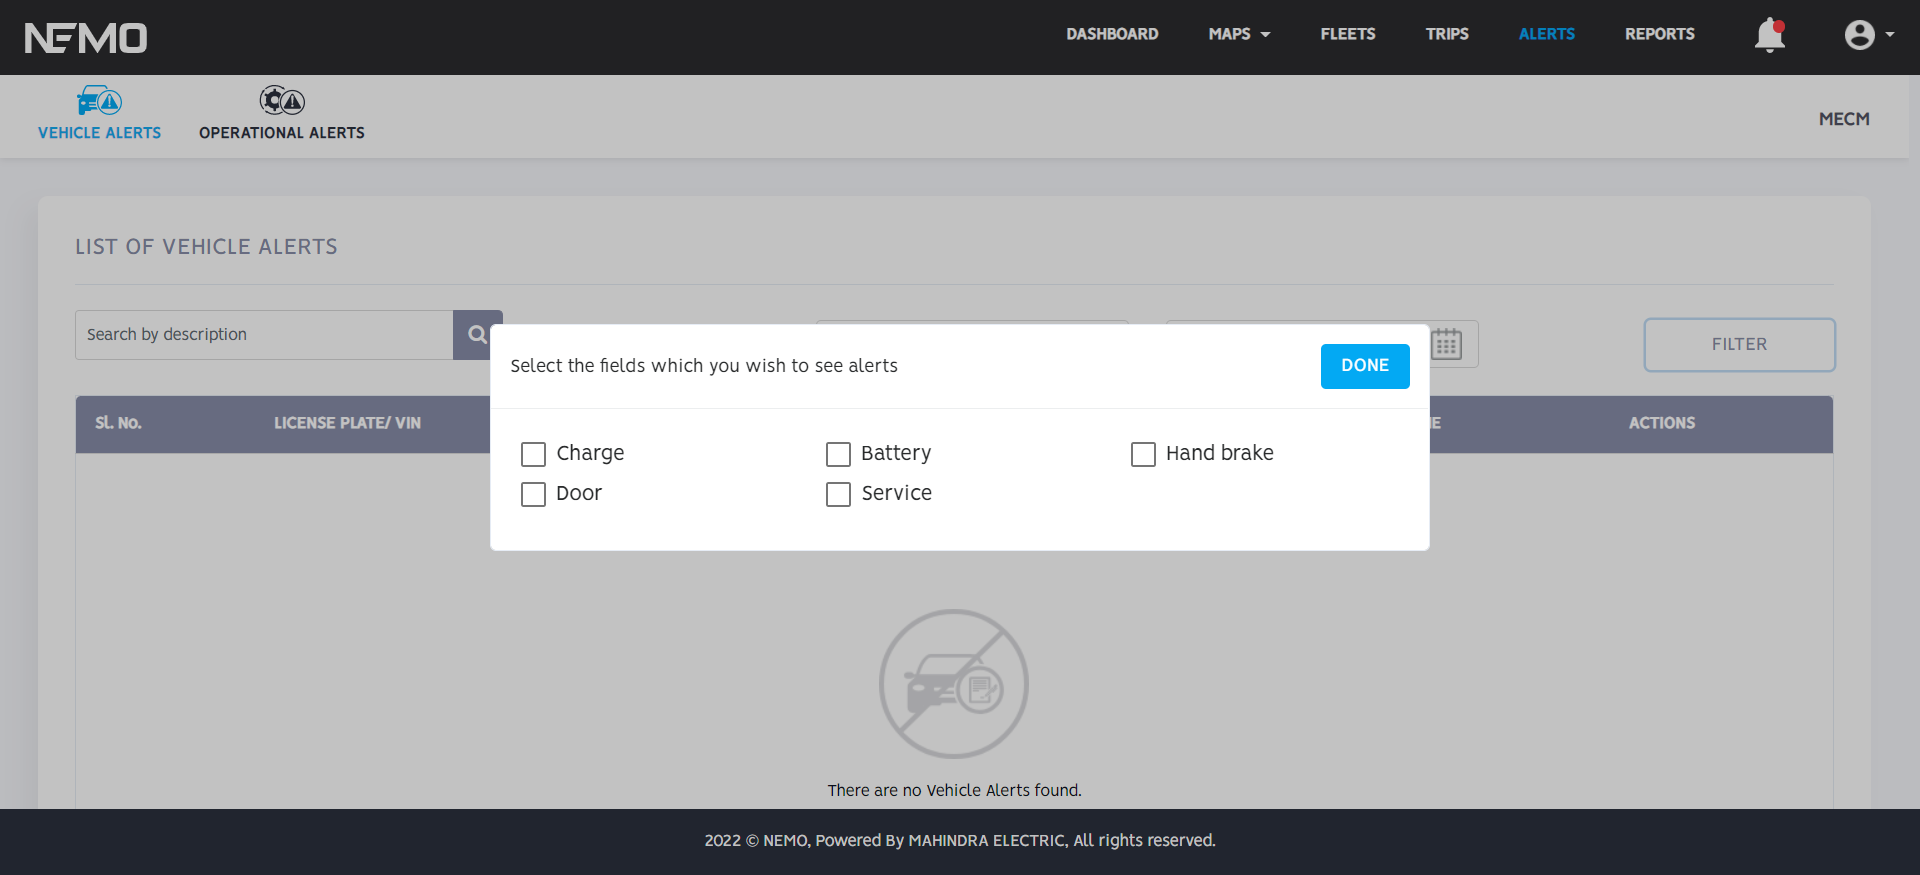 NEMO
DASHBOARD
MAPS
FLEETS
TRIPS
ALERTS
REPORTS
VEHICLE ALERTS
OPERATIONAL ALERTS
MECM
LIST OF VEHICLE ALERTS
Search by description
FILTER
Select the fields which you wish to see alerts
DONE
Sl. No.
LICENSE PLATE/ VIN
ACTIONS
Charge
Battery
Hand brake
Door
Service
There are no Vehicle Alerts found.
2022 © NEMO, Powered By MAHINDRA ELECTRIC, All rights reserved.